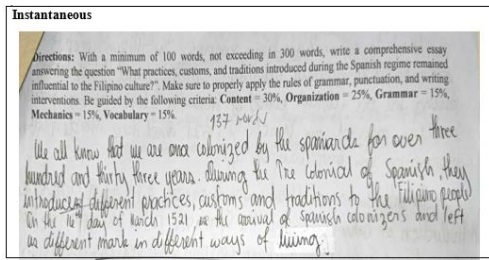 Instantaneous
Directions: With a minimum of 100 words, not exceeding in 300 words, write a comprehensive essay
answering the question "What practices, customs, and traditions introduced during the Spanish regime remained
influential to the Filipino culture?". Make sure to properly apply the rules of grammar, punctuation, and writing
interventions. Be guided by the following criteria: Content = 30%, Organization = 25%, Grammar = 15%,
Mechanics = 15%, Vocabulary = 15%.
137 words
We all know that we are once colonized by the spaniards for over three
hundred and thirty three years. during the Colonical of Spanish, they
introduced different practices, customs and traditions to the Filipino people
On the 16th day of March 1521 the arrival of Spanish colonizers and left
us different mark in different ways of living.